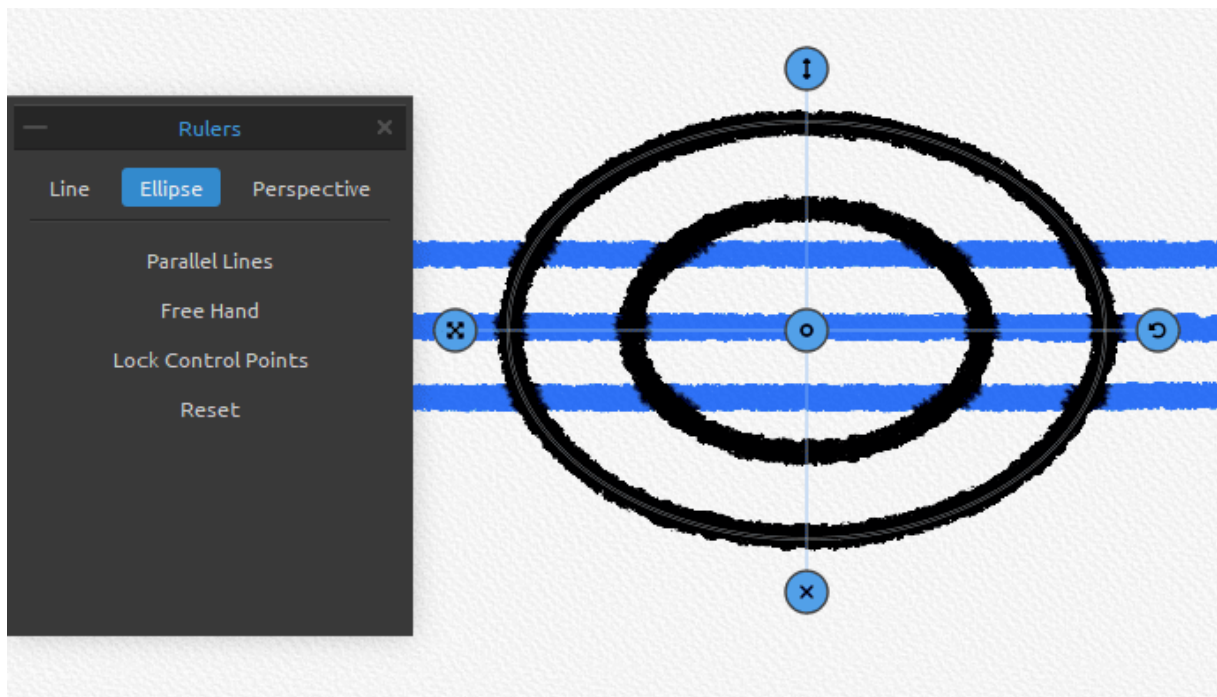 Rulers
Line Ellipse Perspective
Parallel Lines
Free Hand
Lock Control Points
Reset